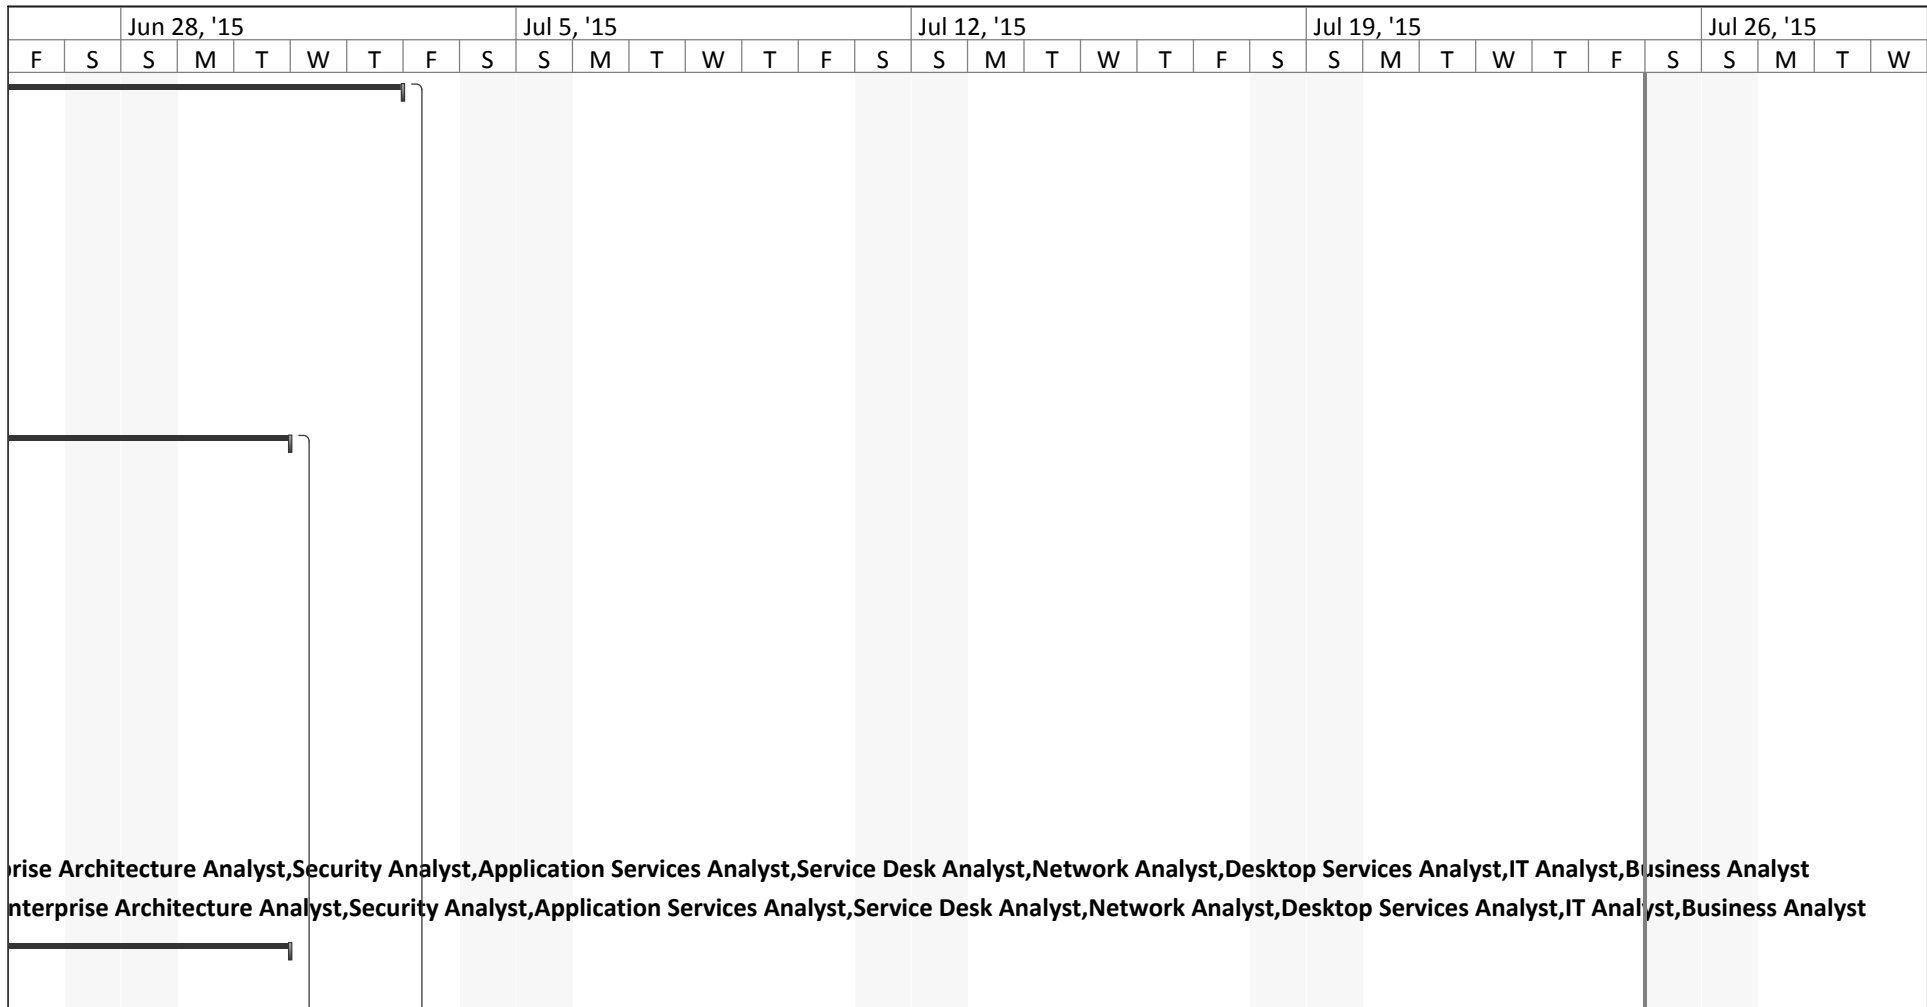 Jun 28, '15 Jul 5, '15 Jul 12, '15 Jul 19, '15 Jul 26, '15
F S S M T W T F S S M T W T F S S M T W T F S S M T W T F S S M T W
prise Architecture Analyst,Security Analyst,Application Services Analyst,Service Desk Analyst,Network Analyst,Desktop Services Analyst,IT Analyst,Business Analyst
nterprise Architecture Analyst,Security Analyst,Application Services Analyst,Service Desk Analyst,Network Analyst,Desktop Services Analyst,IT Analyst,Business Analyst